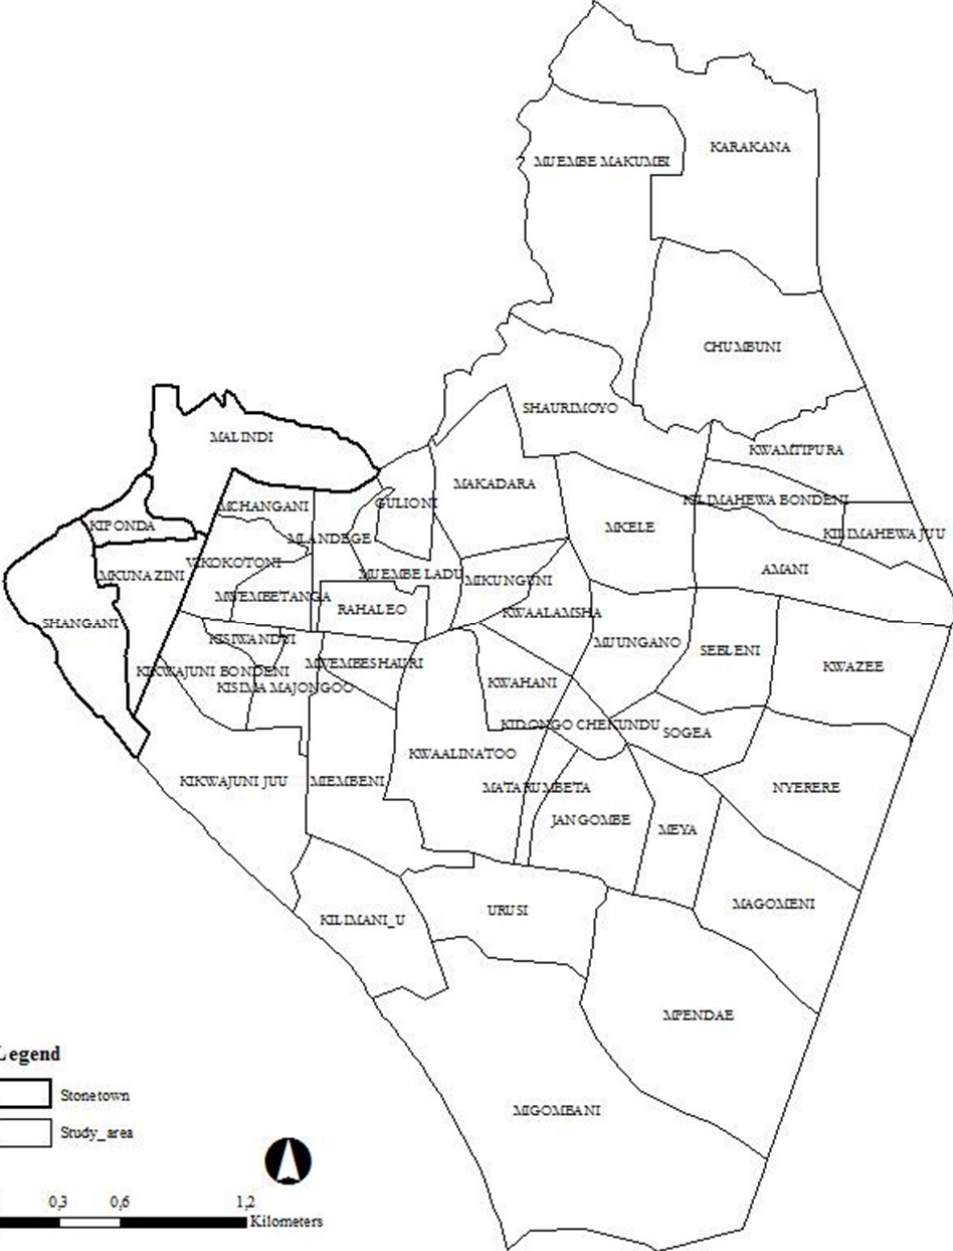 KARAKANA
MUEMBE MAKUMBI
CHUMBUNI
SHAURIMOYO
MALINDI
KWAMTIPURA
MAKADARA
KILIMAHEWA BONDENI
GULIONI
MCHANGANI
KIPONDA
MKELE
KILIMAHEWA JUU
MLANDEGE
VIKOKOTONI
AMANI
MKUNAZINI
MUEMBE LADU
MIKUNGUNI
MWEMBETANGA
RAHALEO
KWAALAMSHA
SHANGANI
KISIWANDUI
MUUNGANO
SEBLENI
MWEMBESHAURI
KWAZEE
KIKWAJUNI BONDENI
KISIMA MAJONGOO
KWAHANI
KIDONGO CHEKUNDU
SOGEA
KWAALINATOO
KIKWAJUNI JUU
MIEMBENI
MATARUMBETA
NYERERE
JANGOMBE
MEYA
MAGOMENI
URUSI
KILIMANI_U
MPENDAE
MIGOMBANI
Legend
Stonetown
Study_area
0,3 0,6 1,2
Kilometers